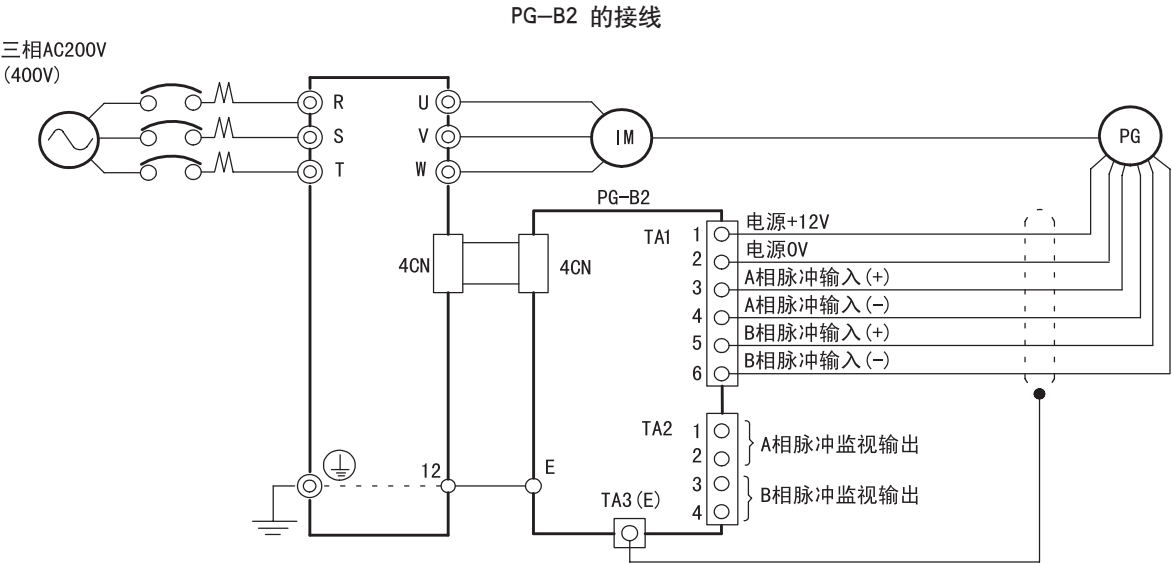 PG-B2 的接线
三相AC200V
(400V)
R
S
T
U
V
W
IM
PG
PG-B2
4CN
4CN
TA1
1
电源+12V
2
电源0V
3
A相脉冲输入(+)
4
A相脉冲输入(-)
5
B相脉冲输入(+)
6
B相脉冲输入(-)
TA2
1
2
A相脉冲监视输出
3
4
B相脉冲监视输出
12
E
TA3(E)